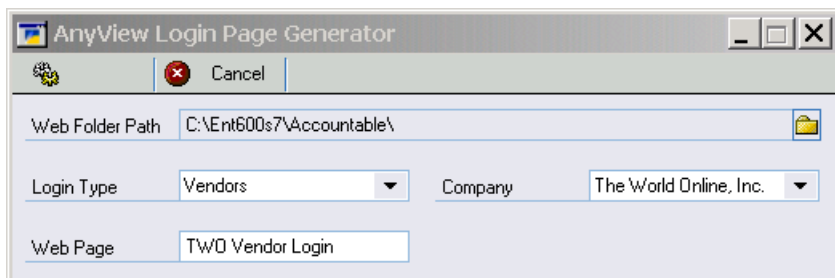 AnyView Login Page Generator
Cancel
Web Folder Path C:\Ent600s7\Accountable\
Login Type Vendors Company The World Online, Inc.
Web Page TWO Vendor Login